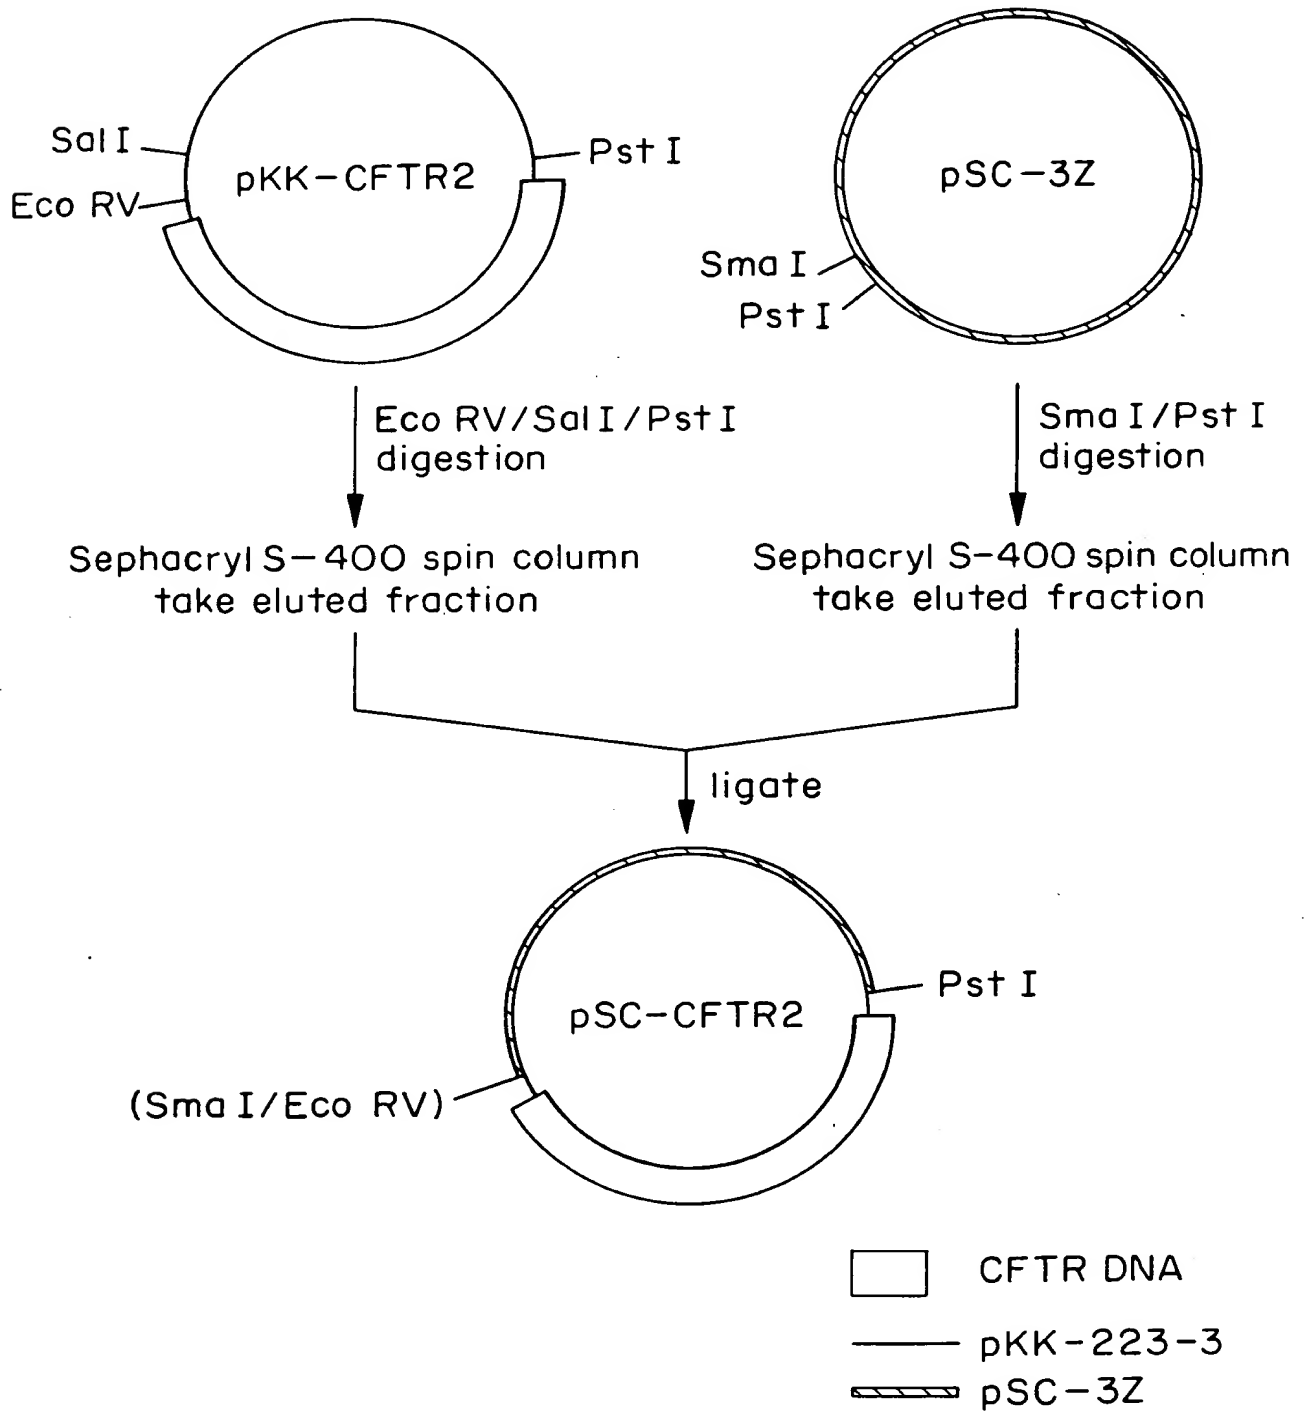 Sal I
Eco RV
pKK-CFTR2
Pst I
pSC-3Z
Sma I
Pst I
Eco RV/Sal I/Pst I
digestion
Sma I/Pst I
digestion
Sephacryl S-400 spin column
take eluted fraction
Sephacryl S-400 spin column
take eluted fraction
ligate
pSC-CFTR2
Pst I
(Sma I/Eco RV)
CFTR DNA
pKK-223-3
pSC-3Z